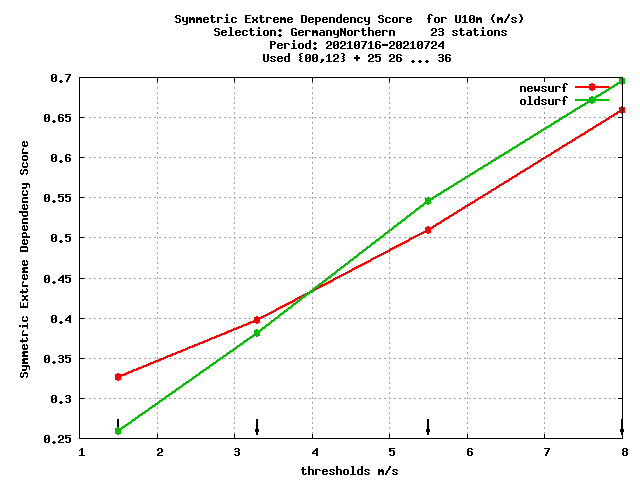 Symmetric Extreme Dependency Score  for U10m (m/s)
Selection: GermanyNorthern     23 stations
Period: 20210716-20210724
Used {00,12} + 25 26 ... 36
newsurf
oldsurf
Symmetric Extreme Dependency Score
0.7
0.65
0.6
0.55
0.5
0.45
0.4
0.35
0.3
0.25
1 2 3 4 5 6 7 8
thresholds m/s